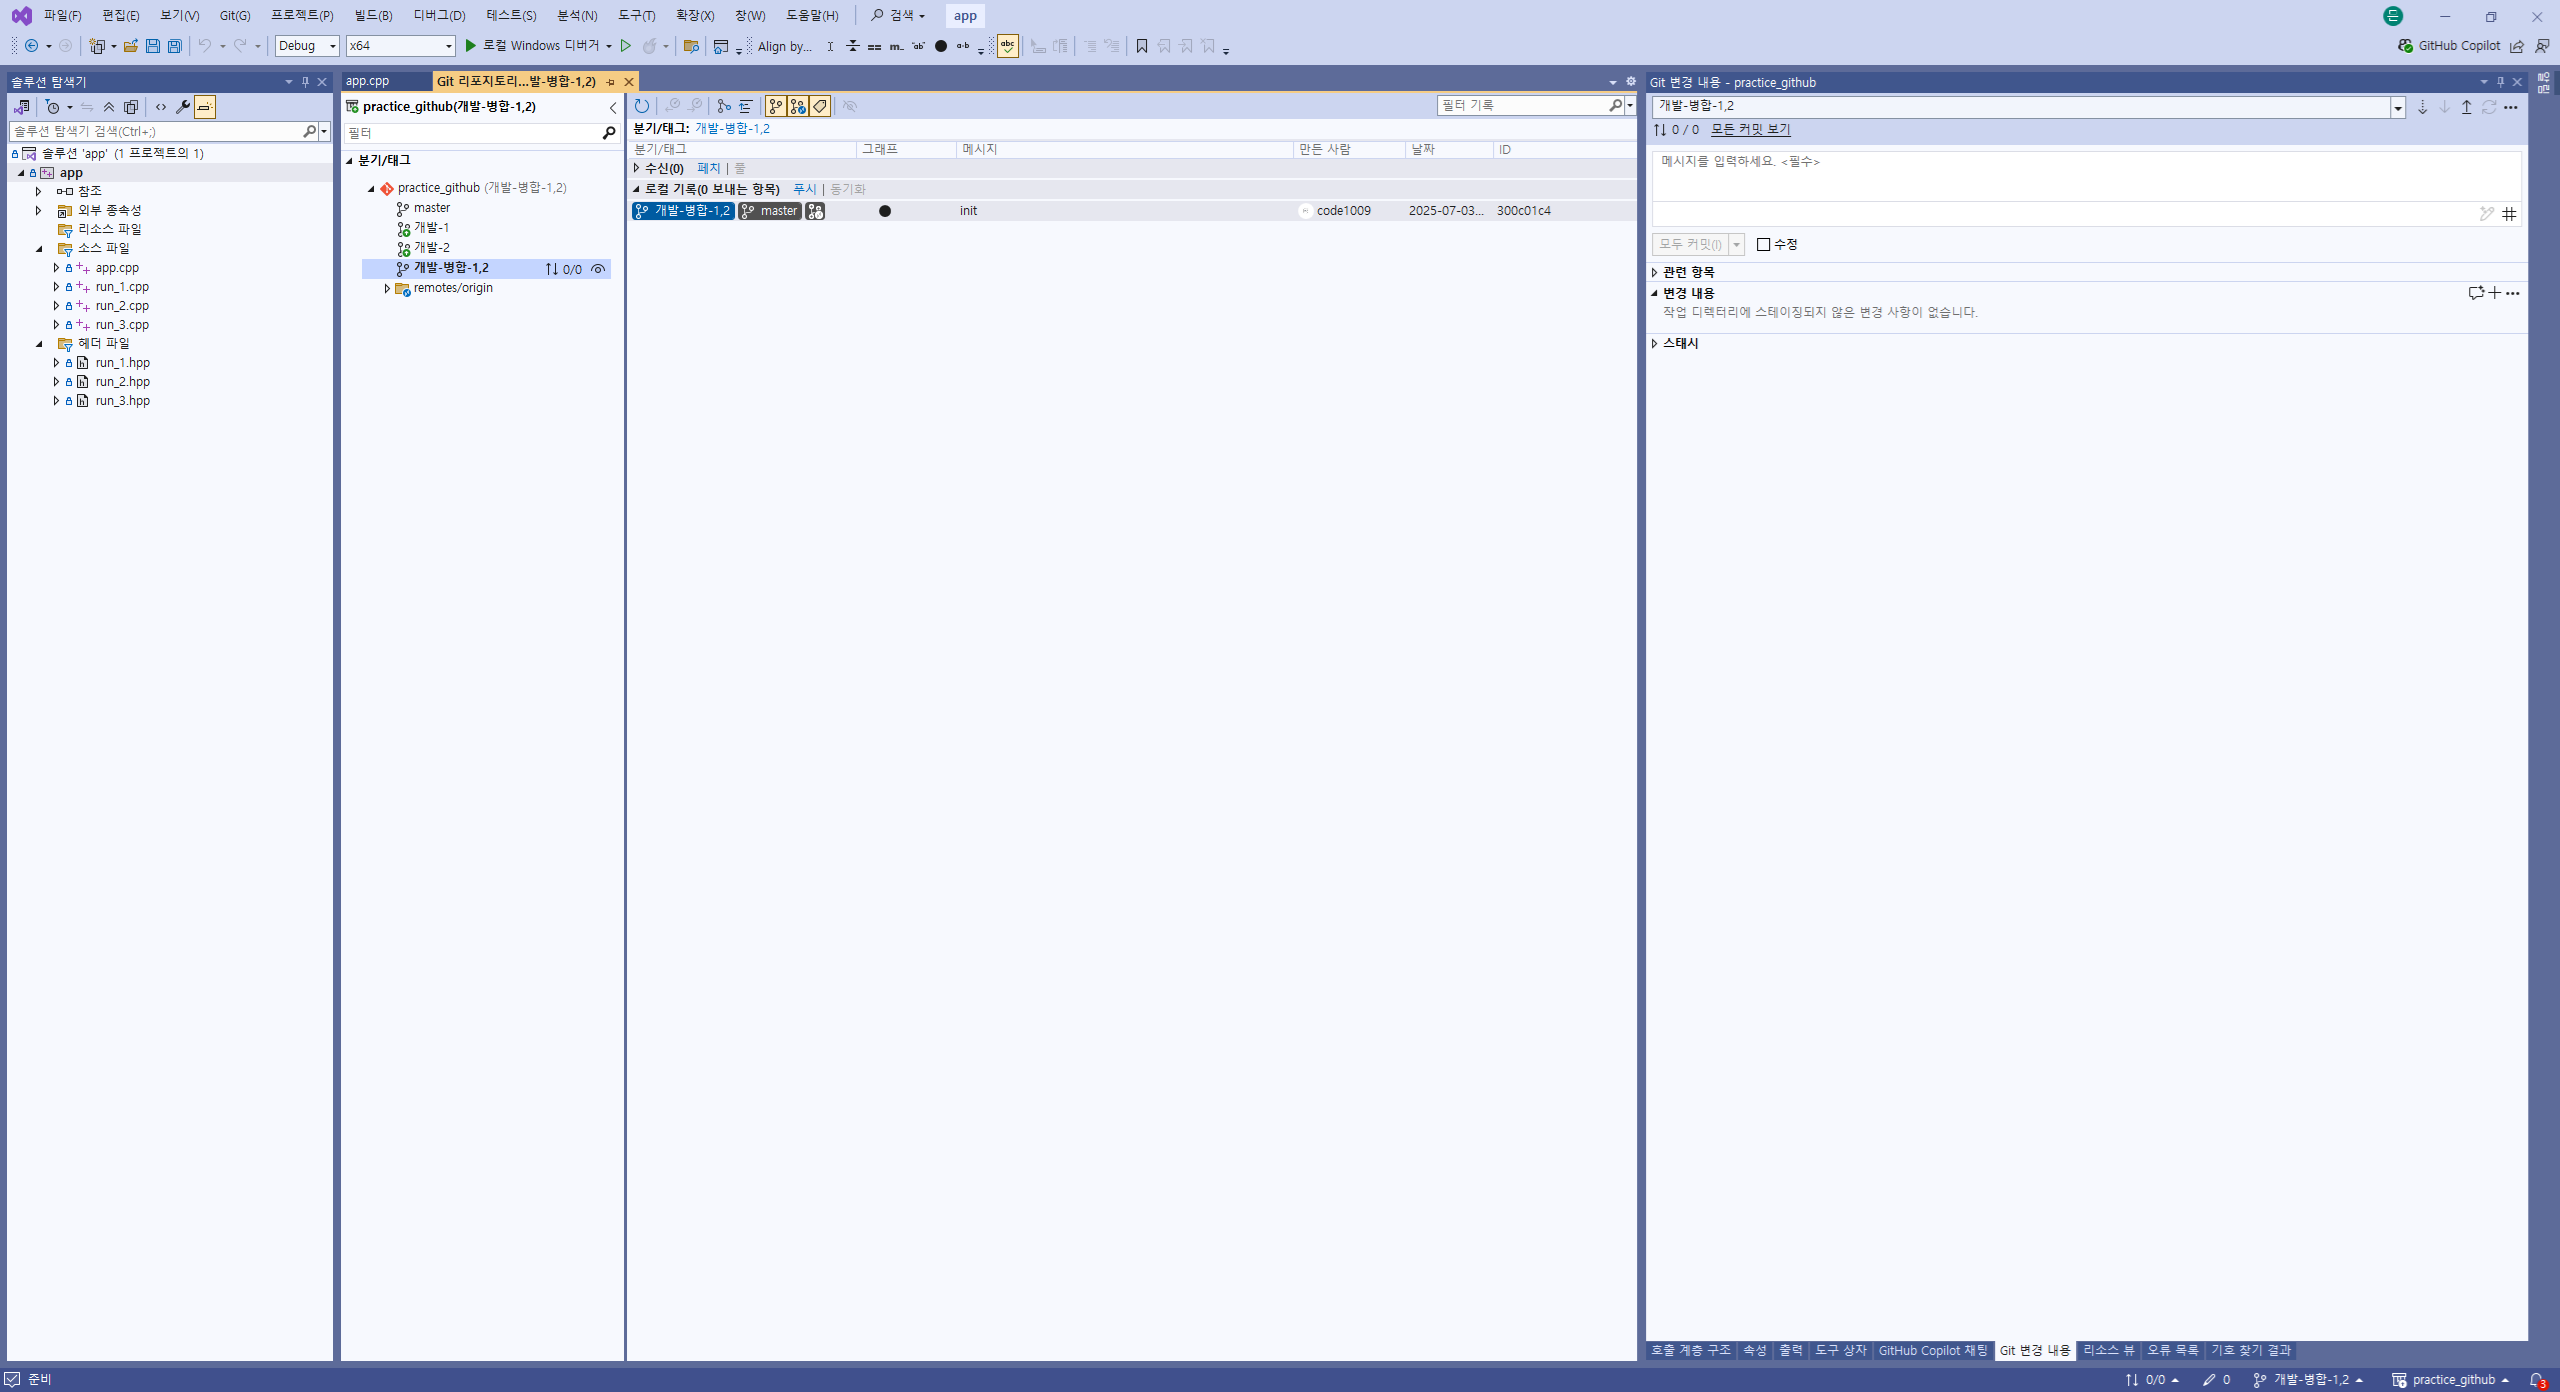 파일(F) 편집(E) 보기(V) Git(G) 프로젝트(P) 빌드(B) 디버그(D) 테스트(S) 분석(N) 도구(T) 확장(X) 창(W) 도움말(H) 검색 app 든
Debug x64 로컬 Windows 디버거 Align by... GitHub Copilot
솔루션 탐색기
솔루션 탐색기 검색(Ctrl+;)
솔루션 'app' (1 프로젝트의 1)
app
참조
외부 종속성
리소스 파일
소스 파일
app.cpp
run_1.cpp
run_2.cpp
run_3.cpp
헤더 파일
run_1.hpp
run_2.hpp
run_3.hpp
app.cpp Git 리포지토리...발-병합-1,2)
practice_github(개발-병합-1,2)
필터
분기/태그
practice_github (개발-병합-1,2)
master
개발-1
개발-2
개발-병합-1,2 0/0
remotes/origin
필터 기록
분기/태그: 개발-병합-1,2
분기/태그 그래프 메시지 만든 사람 날짜 ID
수신(0) 페치 | 풀
로컬 기록(0 보내는 항목) 푸시 | 동기화
개발-병합-1,2 master init code1009 2025-07-03... 300c01c4
Git 변경 내용 - practice_github
개발-병합-1,2
0 / 0 모든 커밋 보기
메시지를 입력하세요. <필수>
모두 커밋(I) 수정
관련 항목
변경 내용
작업 디렉터리에 스테이징되지 않은 변경 사항이 없습니다.
스태시
알림
호출 계층 구조 속성 출력 도구 상자 GitHub Copilot 채팅 Git 변경 내용 리소스 뷰 오류 목록 기호 찾기 결과
준비 0/0 0 개발-병합-1,2 practice_github 3